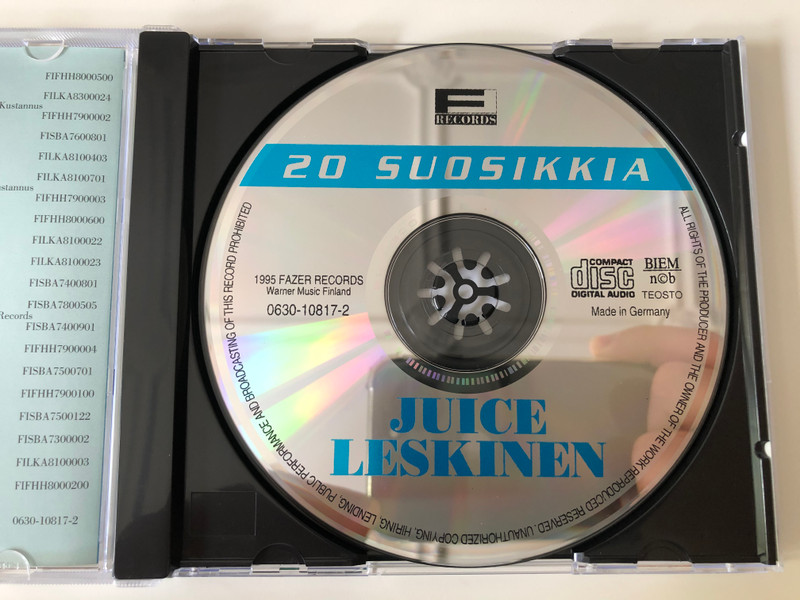 FIFHH8000500
FILKA8300024
Kustannus
FIFHH7900002
FISBA7600801
FILKA8100403
FILKA8100701
stannus
FIFHH7900003
FIFHH8000600
FILKA8100022
FILKA8100023
FISBA7400801
FISBA7800505
Records
FISBA7400901
FIFHH7900004
FISBA7500701
FIFHH7900100
FISBA7500122
FISBA7300002
FILKA8100003
FIFHH8000200
0630-10817-2
F
RECORDS
20 SUOSIKKIA
1995 FAZER RECORDS
Warner Music Finland
0630-10817-2
COMPACT
disc
DIGITAL AUDIO
BIEM
n©b
TEOSTO
Made in Germany
JUICE
LESKINEN
ALL RIGHTS OF THE PRODUCER AND THE OWNER OF THE WORK REPRODUCED RESERVED. UNAUTHORIZED COPYING, HIRING, LENDING, PUBLIC PERFORMANCE AND BROADCASTING OF THIS RECORD PROHIBITED